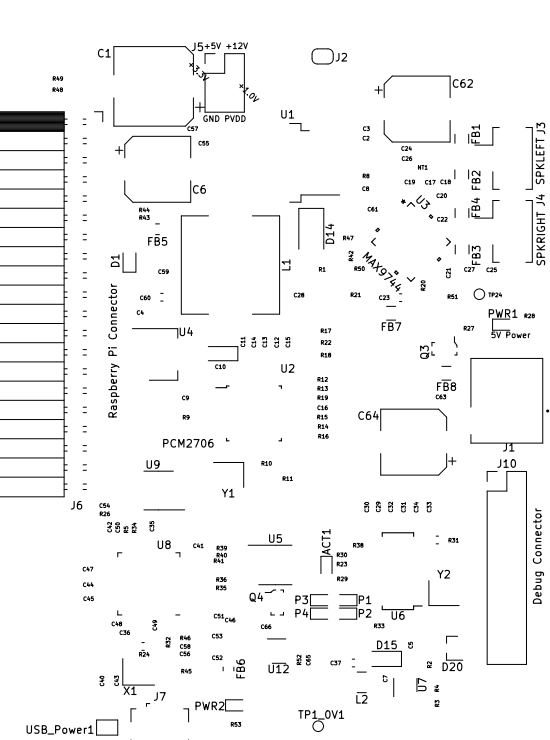 C1
J5+5V +12V
+3.3V
+1.0V
GND PVDD
J2
C62
R49
R48
C57
C55
U1
C3
C2
C24
C26
NT1
FB1
SPKLEFT J3
C6
R8
C8
C19 C17 C18
FB2
C20
R44
R43
C61
U3
C22
FB4
SPKRIGHT J4
FB5
D1
D14
R47
R42
MAX9744
FB3
L1
C59
R1
R50
C21
C27 C25
C60
C28
R21
C23
R20
R51
TP24
C4
Raspberry Pi Connector
FB7
PWR1
R28
R27
5V Power
U4
R17
R22
R18
C11
C14
C13
C12
C15
Q3
C10
U2
R12
R13
R19
C16
R15
R14
R16
FB8
C63
C9
R9
C64
PCM2706
J1
U9
R10
R11
J10
Y1
J6
C54
R26
C42
C50
R5
R34
C35
C30
C29
C32
C31
C34
C33
Debug Connector
U8
C41
R39
R40
R41
U5
ACT1
R38
R31
R30
R23
C47
C44
C45
R36
R35
R29
Y2
Q4
P3
P1
P4
P2
U6
C51
C46
C48
C36
C49
C66
R33
R32
R46
C58
C56
C53
R24
C52
FB6
U12
R52
C65
C37
D15
C5
R2
D20
X1
C40
C43
R45
C7
U7
R4
R3
L2
J7
PWR2
R53
TP1_0V1
USB_Power1